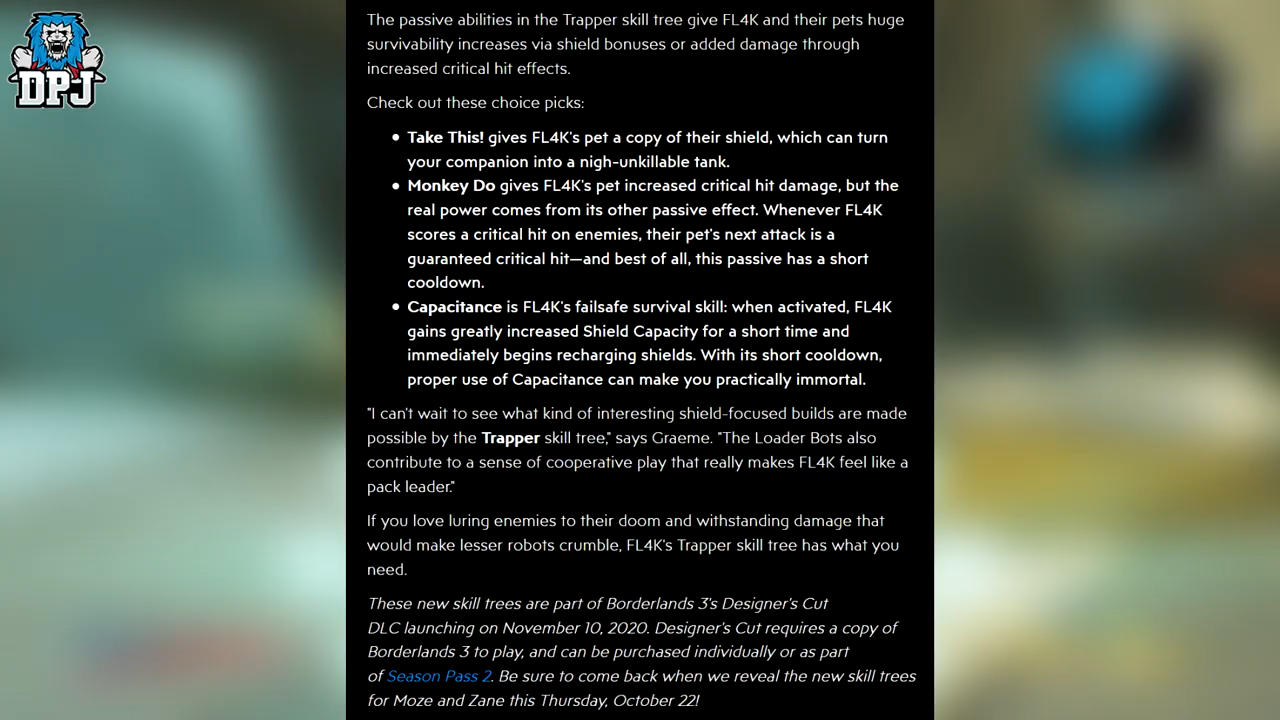 DPJ
The passive abilities in the Trapper skill tree give FL4K and their pets huge
survivability increases via shield bonuses or added damage through
increased critical hit effects.
Check out these choice picks:
• Take This! gives FL4K's pet a copy of their shield, which can turn
your companion into a nigh-unkillable tank.
• Monkey Do gives FL4K's pet increased critical hit damage, but the
real power comes from its other passive effect. Whenever FL4K
scores a critical hit on enemies, their pet's next attack is a
guaranteed critical hit—and best of all, this passive has a short
cooldown.
• Capacitance is FL4K's failsafe survival skill: when activated, FL4K
gains greatly increased Shield Capacity for a short time and
immediately begins recharging shields. With its short cooldown,
proper use of Capacitance can make you practically immortal.
"I can't wait to see what kind of interesting shield-focused builds are made
possible by the Trapper skill tree," says Graeme. "The Loader Bots also
contribute to a sense of cooperative play that really makes FL4K feel like a
pack leader."
If you love luring enemies to their doom and withstanding damage that
would make lesser robots crumble, FL4K's Trapper skill tree has what you
need.
These new skill trees are part of Borderlands 3's Designer's Cut
DLC launching on November 10, 2020. Designer's Cut requires a copy of
Borderlands 3 to play, and can be purchased individually or as part
of Season Pass 2. Be sure to come back when we reveal the new skill trees
for Moze and Zane this Thursday, October 22!